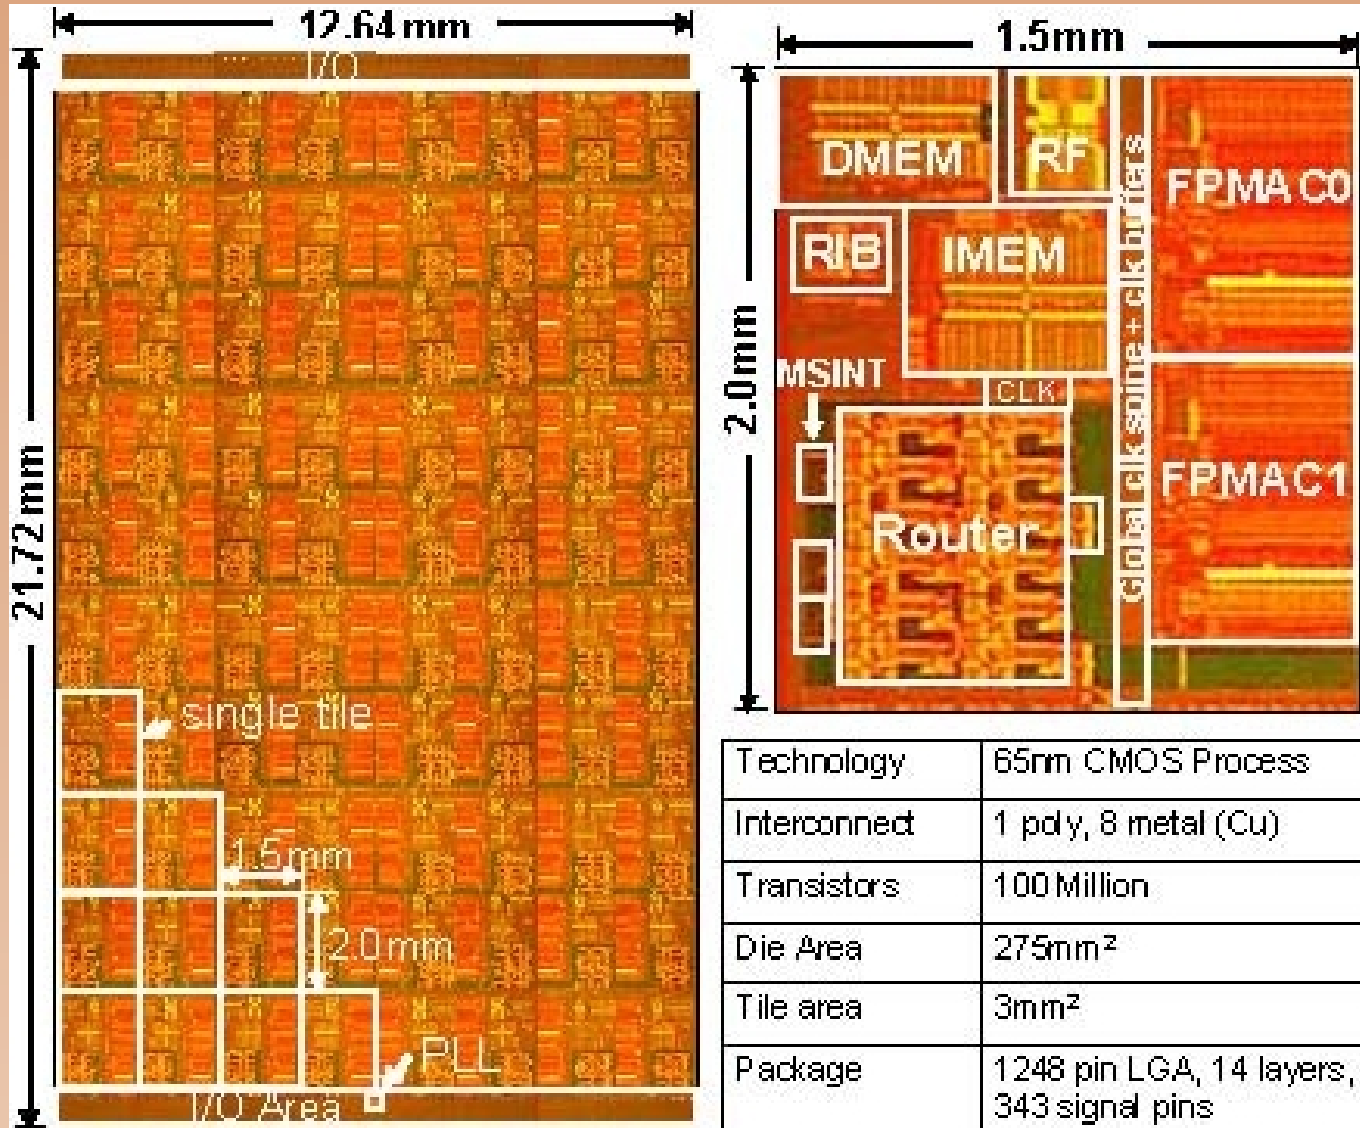 12.64mm
I/O
21.72mm
single tile
1.5mm
2.0mm
PLL
I/O Area
1.5mm
2.0mm
DMEM
RF
FPMAC0
RIB
IMEM
MSINT
CLK
Router
FPMAC1
Global clk spine + clk buffers
Technology 65nm CMOS Process
Interconnect 1 poly, 8 metal (Cu)
Transistors 100 Million
Die Area 275mm²
Tile area 3mm²
Package 1248 pin LGA, 14 layers,
343 signal pins